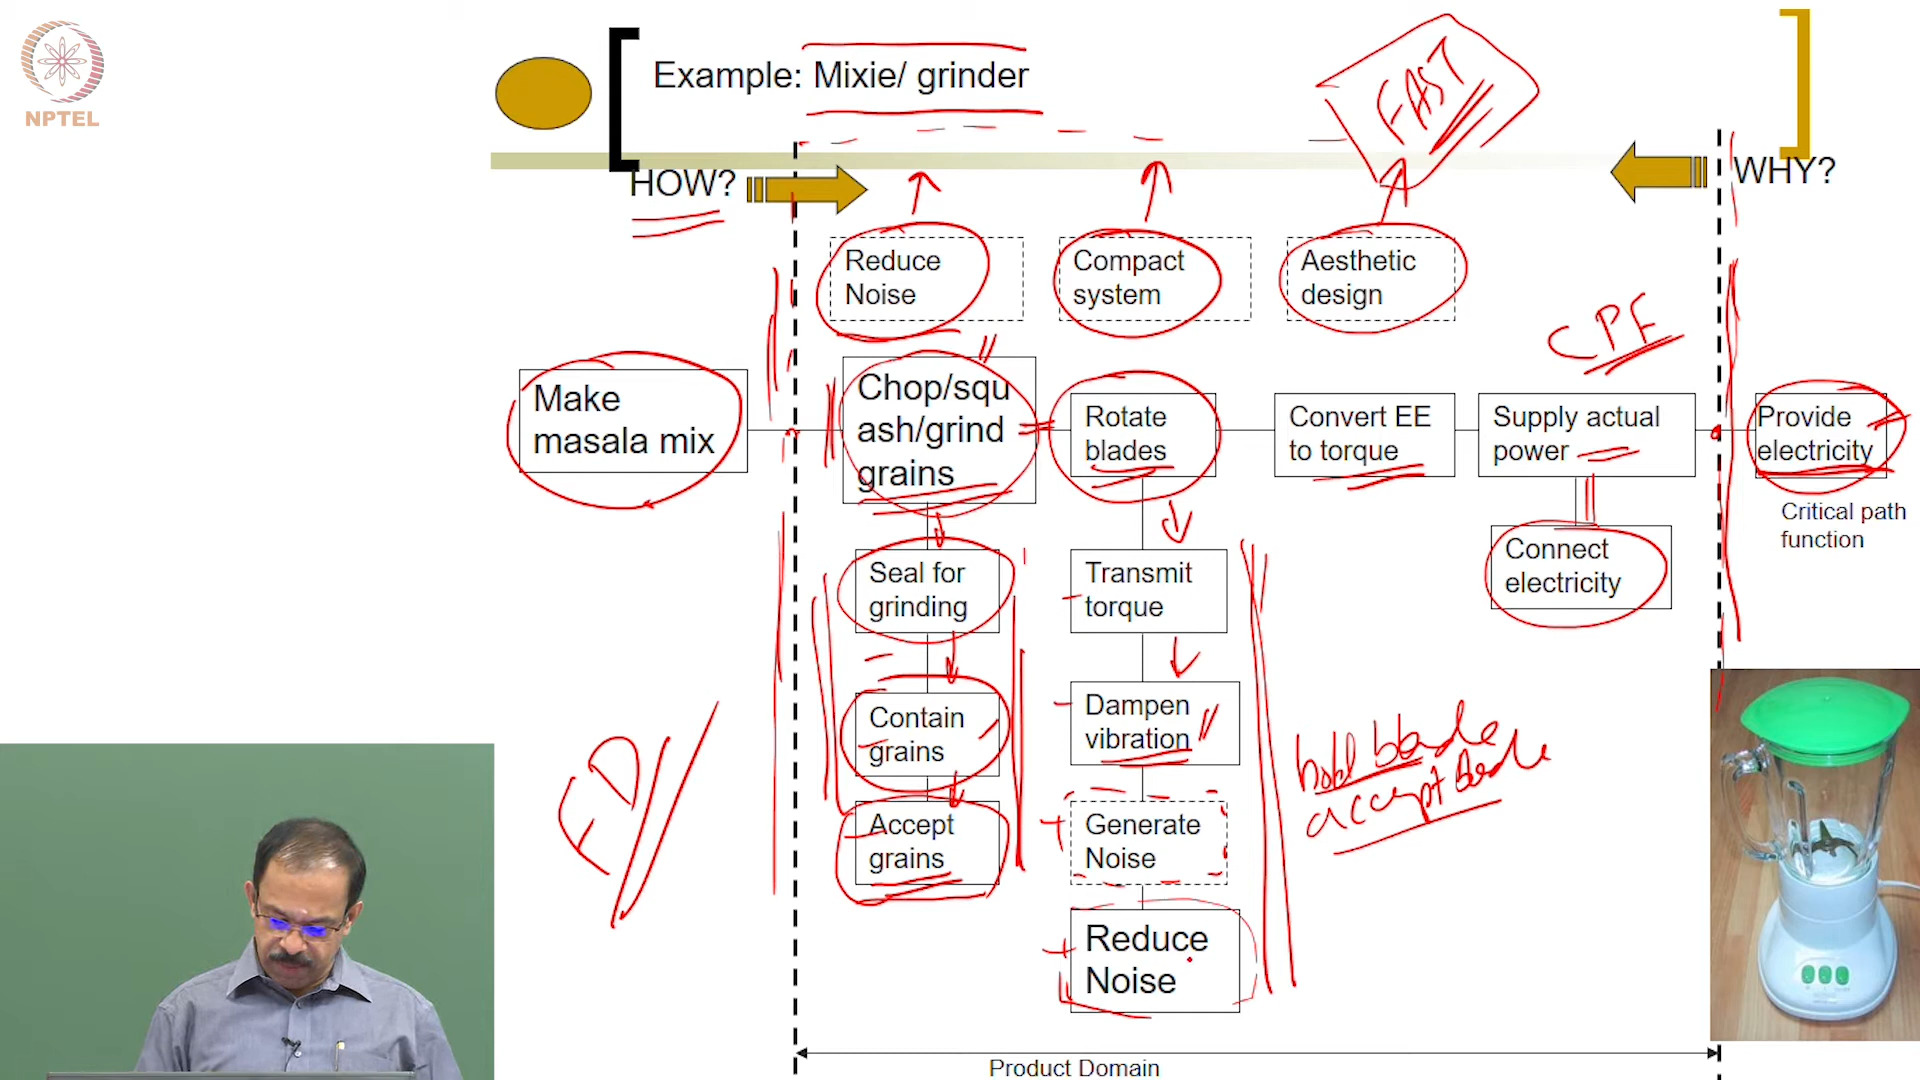 NPTEL
Example: Mixie/ grinder
FAST
HOW?
WHY?
Reduce
Noise
Compact
system
Aesthetic
design
CPF
Make
masala mix
Chop/squ
ash/grind
grains
Rotate
blades
Convert EE
to torque
Supply actual
power
Provide
electricity
Critical path
function
Connect
electricity
Seal for
grinding
Transmit
torque
Contain
grains
Dampen
vibration
hold blade
accept blade
FD
Accept
grains
Generate
Noise
Reduce
Noise
Product Domain